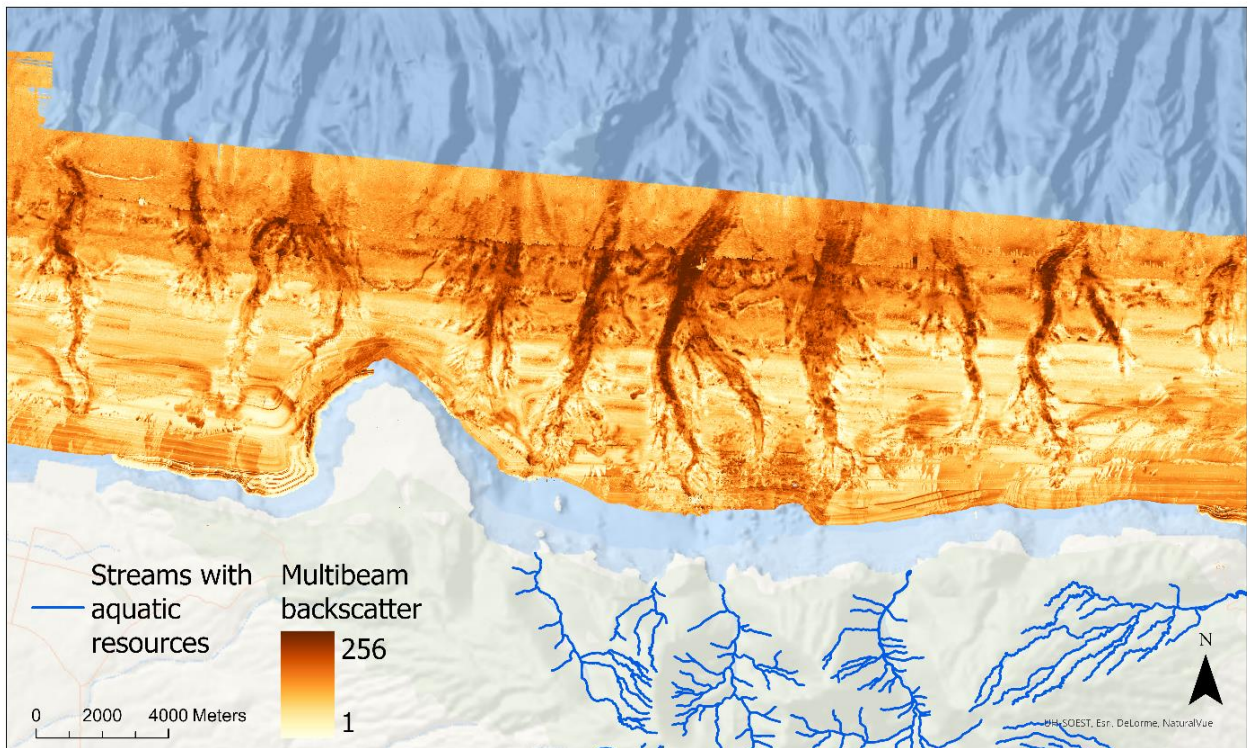 Streams with
aquatic
resources
Multibeam
backscatter
256
1
0 2000 4000 Meters
N
UH-SOEST, Esri, DeLorme, NaturalVue